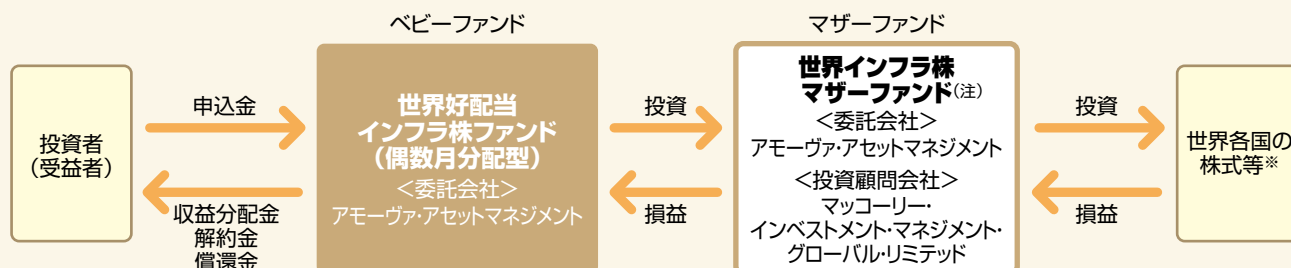 ベビーファンド
マザーファンド
投資者
(受益者)
申込金
収益分配金
解約金
償還金
世界好配当
インフラ株ファンド
(偶数月分配型)
<委託会社>
アモーヴァ・アセットマネジメント
投資
損益
世界インフラ株
マザーファンド(注)
<委託会社>
アモーヴァ・アセットマネジメント
<投資顧問会社>
マッコーリー・
インベストメント・マネジメント・
グローバル・リミテッド
投資
損益
世界各国の
株式等※